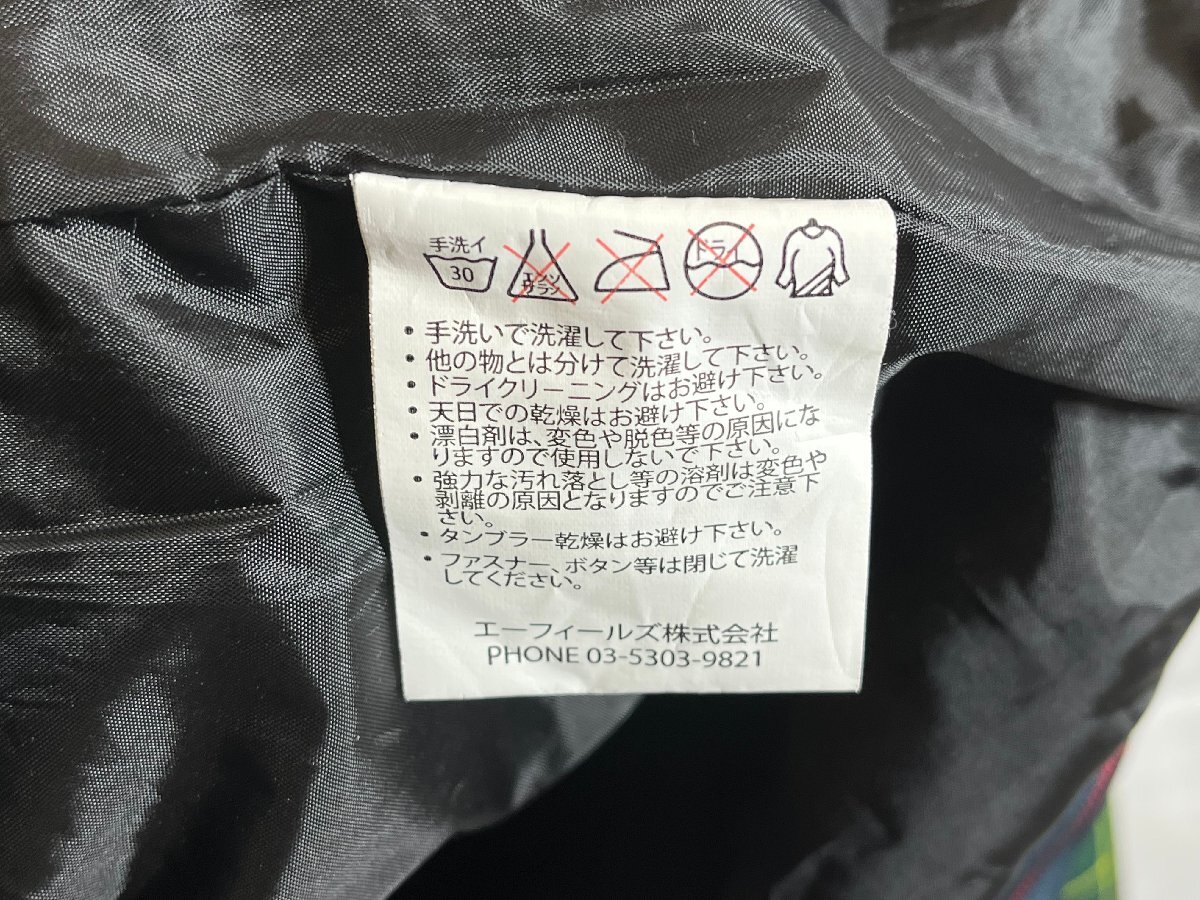 手洗イ
30
エンソ
サラシ
ドライ
・手洗いで洗濯して下さい。
・他の物とは分けて洗濯して下さい。
・ドライクリーニングはお避け下さい。
・天日での乾燥はお避け下さい。
・漂白剤は、変色や脱色等の原因にな
りますので使用しないで下さい。
・強力な汚れ落とし等の溶剤は変色や
剥離の原因となりますのでご注意下
さい。
・タンブラー乾燥はお避け下さい。
・ファスナー、ボタン等は閉じて洗濯
してください。
エーフィールズ株式会社
PHONE 03-5303-9821